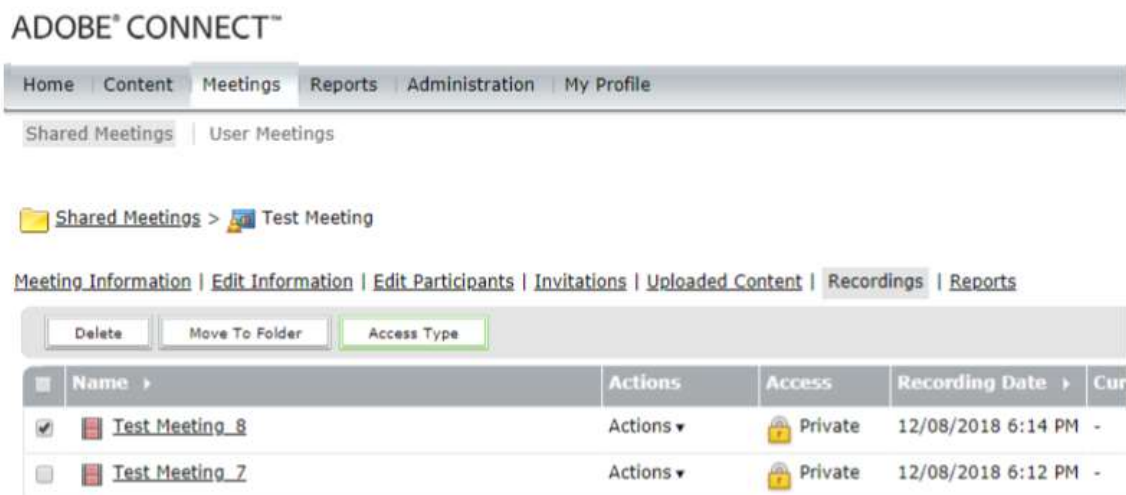 ADOBE® CONNECT™
Home Content Meetings Reports Administration My Profile
Shared Meetings | User Meetings
Shared Meetings > Test Meeting
Meeting Information | Edit Information | Edit Participants | Invitations | Uploaded Content | Recordings | Reports
Delete Move To Folder Access Type
Name Actions Access Recording Date Cur
Test Meeting_8 Actions Private 12/08/2018 6:14 PM -
Test Meeting_7 Actions Private 12/08/2018 6:12 PM -